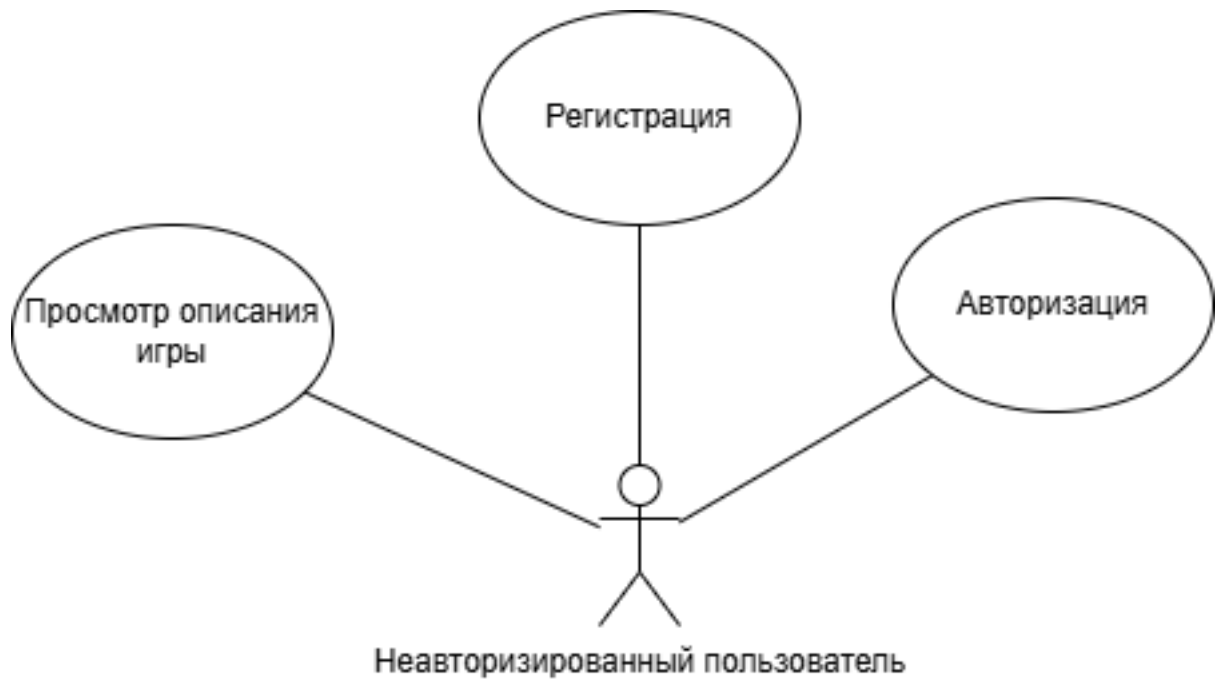 Регистрация
Просмотр описания
игры
Авторизация
Неавторизированный пользователь